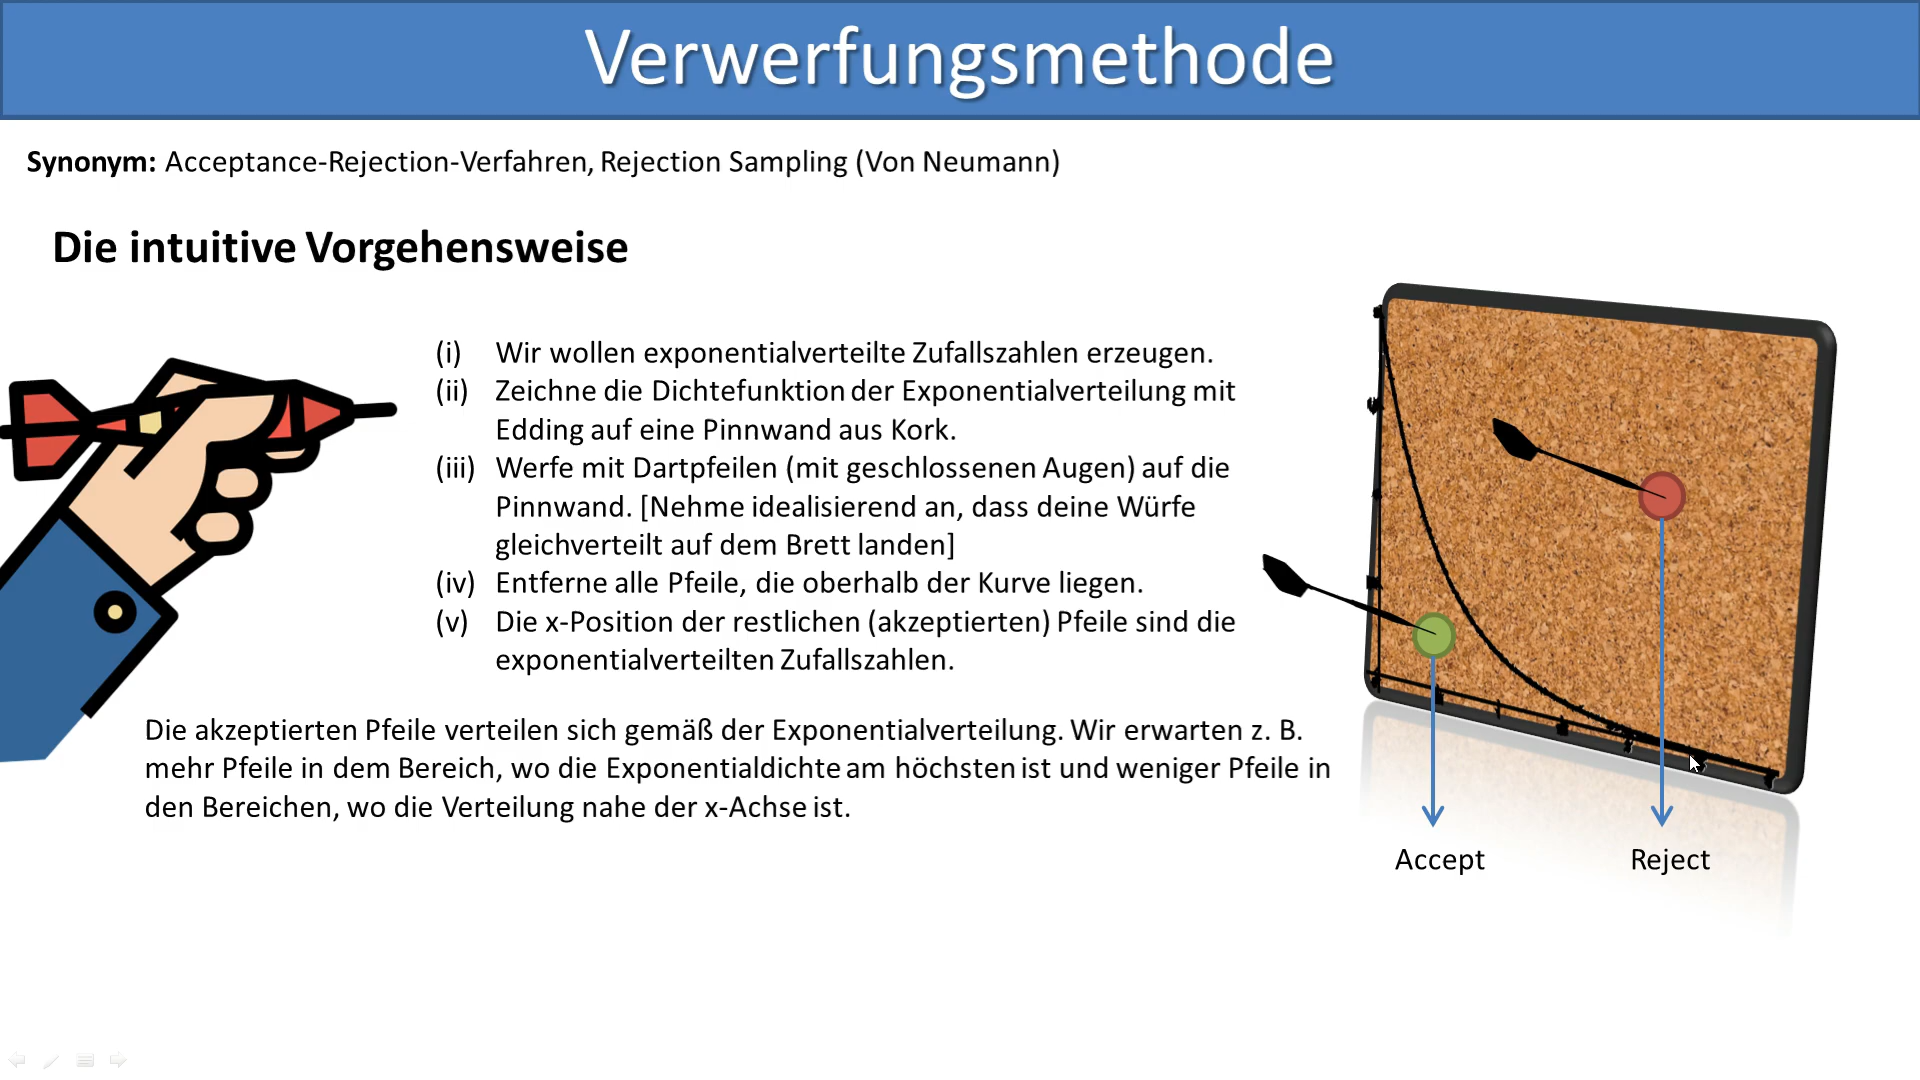 Verwerfungsmethode
Synonym: Acceptance-Rejection-Verfahren, Rejection Sampling (Von Neumann)
Die intuitive Vorgehensweise
(i) Wir wollen exponentialverteilte Zufallszahlen erzeugen.
(ii) Zeichne die Dichtefunktion der Exponentialverteilung mit
Edding auf eine Pinnwand aus Kork.
(iii) Werfe mit Dartpfeilen (mit geschlossenen Augen) auf die
Pinnwand. [Nehme idealisierend an, dass deine Würfe
gleichverteilt auf dem Brett landen]
(iv) Entferne alle Pfeile, die oberhalb der Kurve liegen.
(v) Die x-Position der restlichen (akzeptierten) Pfeile sind die
exponentialverteilten Zufallszahlen.
Die akzeptierten Pfeile verteilen sich gemäß der Exponentialverteilung. Wir erwarten z. B.
mehr Pfeile in dem Bereich, wo die Exponentialdichte am höchsten ist und weniger Pfeile in
den Bereichen, wo die Verteilung nahe der x-Achse ist.
Accept
Reject